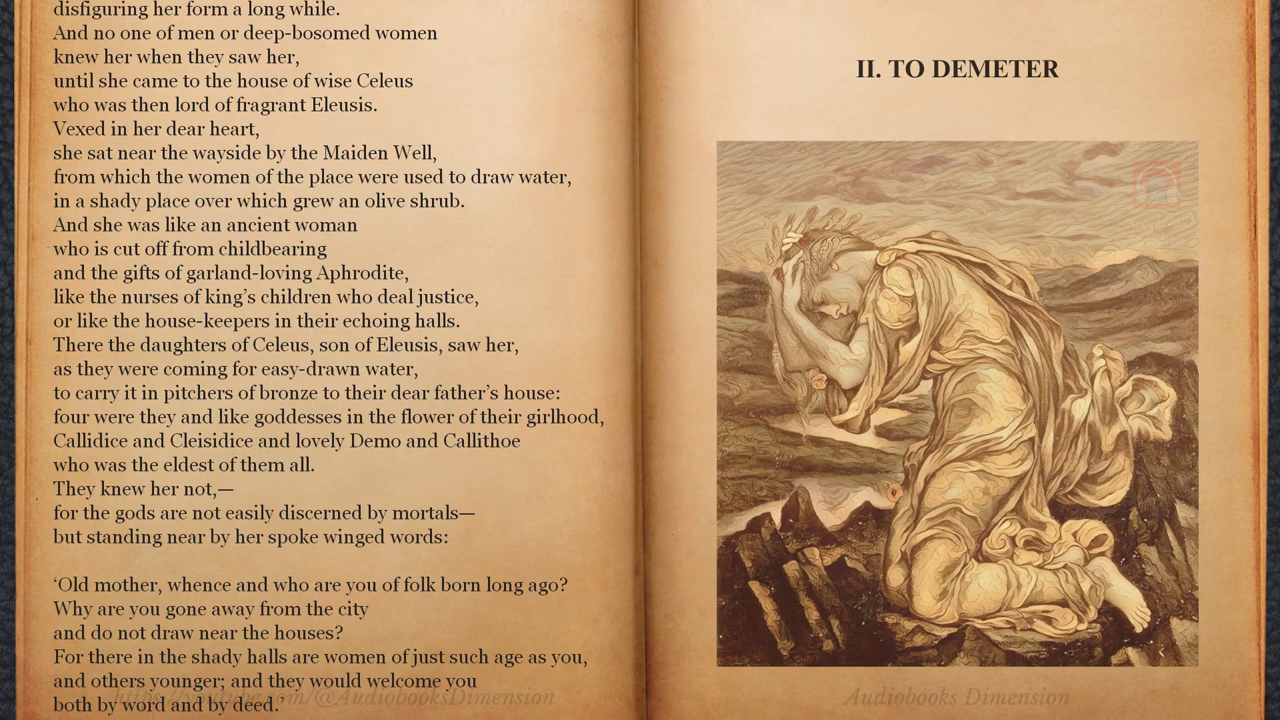 disfiguring her form a long while.
And no one of men or deep-bosomed women
knew her when they saw her,
until she came to the house of wise Celeus
who was then lord of fragrant Eleusis.
Vexed in her dear heart,
she sat near the wayside by the Maiden Well,
from which the women of the place were used to draw water,
in a shady place over which grew an olive shrub.
And she was like an ancient woman
who is cut off from childbearing
and the gifts of garland-loving Aphrodite,
like the nurses of king’s children who deal justice,
or like the house-keepers in their echoing halls.
There the daughters of Celeus, son of Eleusis, saw her,
as they were coming for easy-drawn water,
to carry it in pitchers of bronze to their dear father’s house:
four were they and like goddesses in the flower of their girlhood,
Callidice and Cleisidice and lovely Demo and Callithoe
who was the eldest of them all.
They knew her not,—
for the gods are not easily discerned by mortals—
but standing near by her spoke winged words:
‘Old mother, whence and who are you of folk born long ago?
Why are you gone away from the city
and do not draw near the houses?
For there in the shady halls are women of just such age as you,
and others younger; and they would welcome you
both by word and by deed.’
https://youtube.com/@AudiobooksDimension
II. TO DEMETER
Audiobooks Dimension